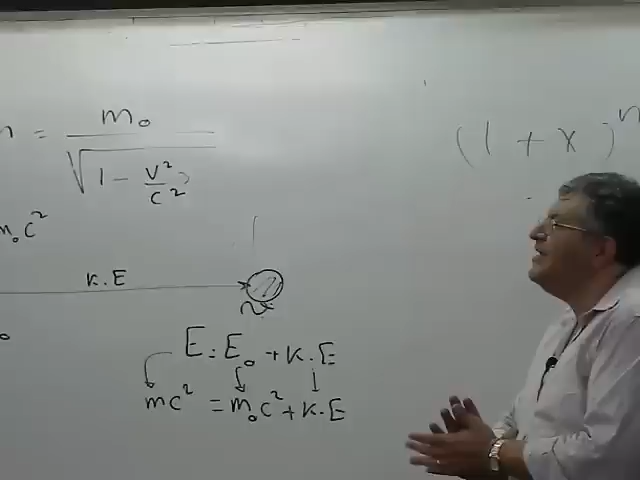 m = m₀ / √(1 - v²/c²)
(1 + x)ⁿ
m₀c²
K.E
E = E₀ + K.E
mc² = m₀c² + K.E